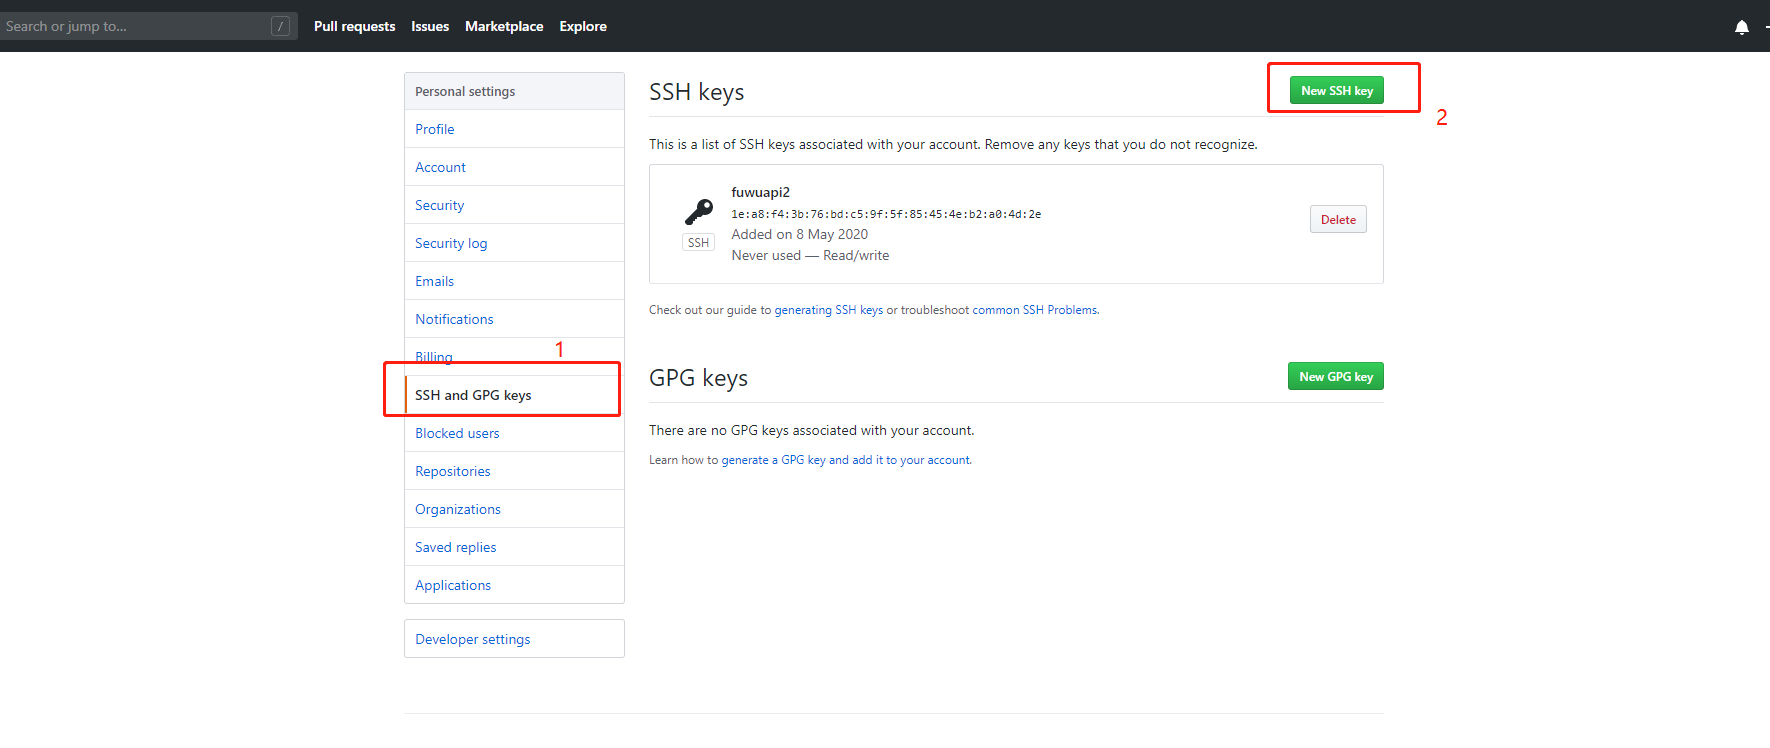 Search or jump to... /
Pull requests Issues Marketplace Explore
Personal settings
Profile
Account
Security
Security log
Emails
Notifications
Billing
1
SSH and GPG keys
Blocked users
Repositories
Organizations
Saved replies
Applications
Developer settings
SSH keys
New SSH key
2
This is a list of SSH keys associated with your account. Remove any keys that you do not recognize.
fuwuapi2
1e:a8:f4:3b:76:bd:c5:9f:5f:85:45:4e:b2:a0:4d:2e
SSH
Added on 8 May 2020
Never used — Read/write
Delete
Check out our guide to generating SSH keys or troubleshoot common SSH Problems.
GPG keys
New GPG key
There are no GPG keys associated with your account.
Learn how to generate a GPG key and add it to your account.